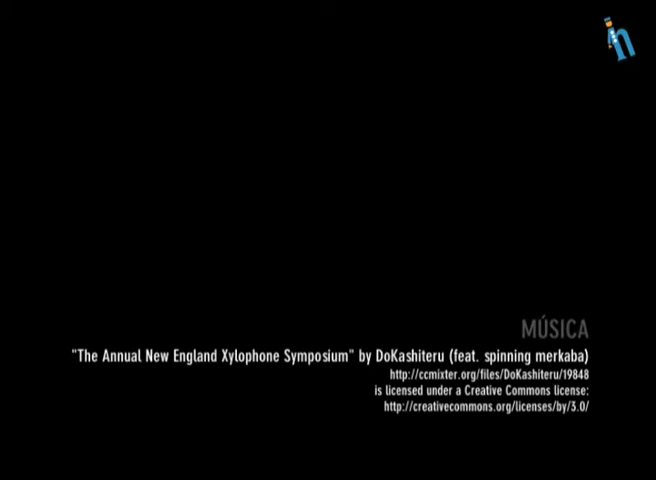 n
MÚSICA
"The Annual New England Xylophone Symposium" by DoKashiteru (feat. spinning merkaba)
http://ccmixter.org/files/DoKashiteru/19848
is licensed under a Creative Commons license:
http://creativecommons.org/licenses/by/3.0/